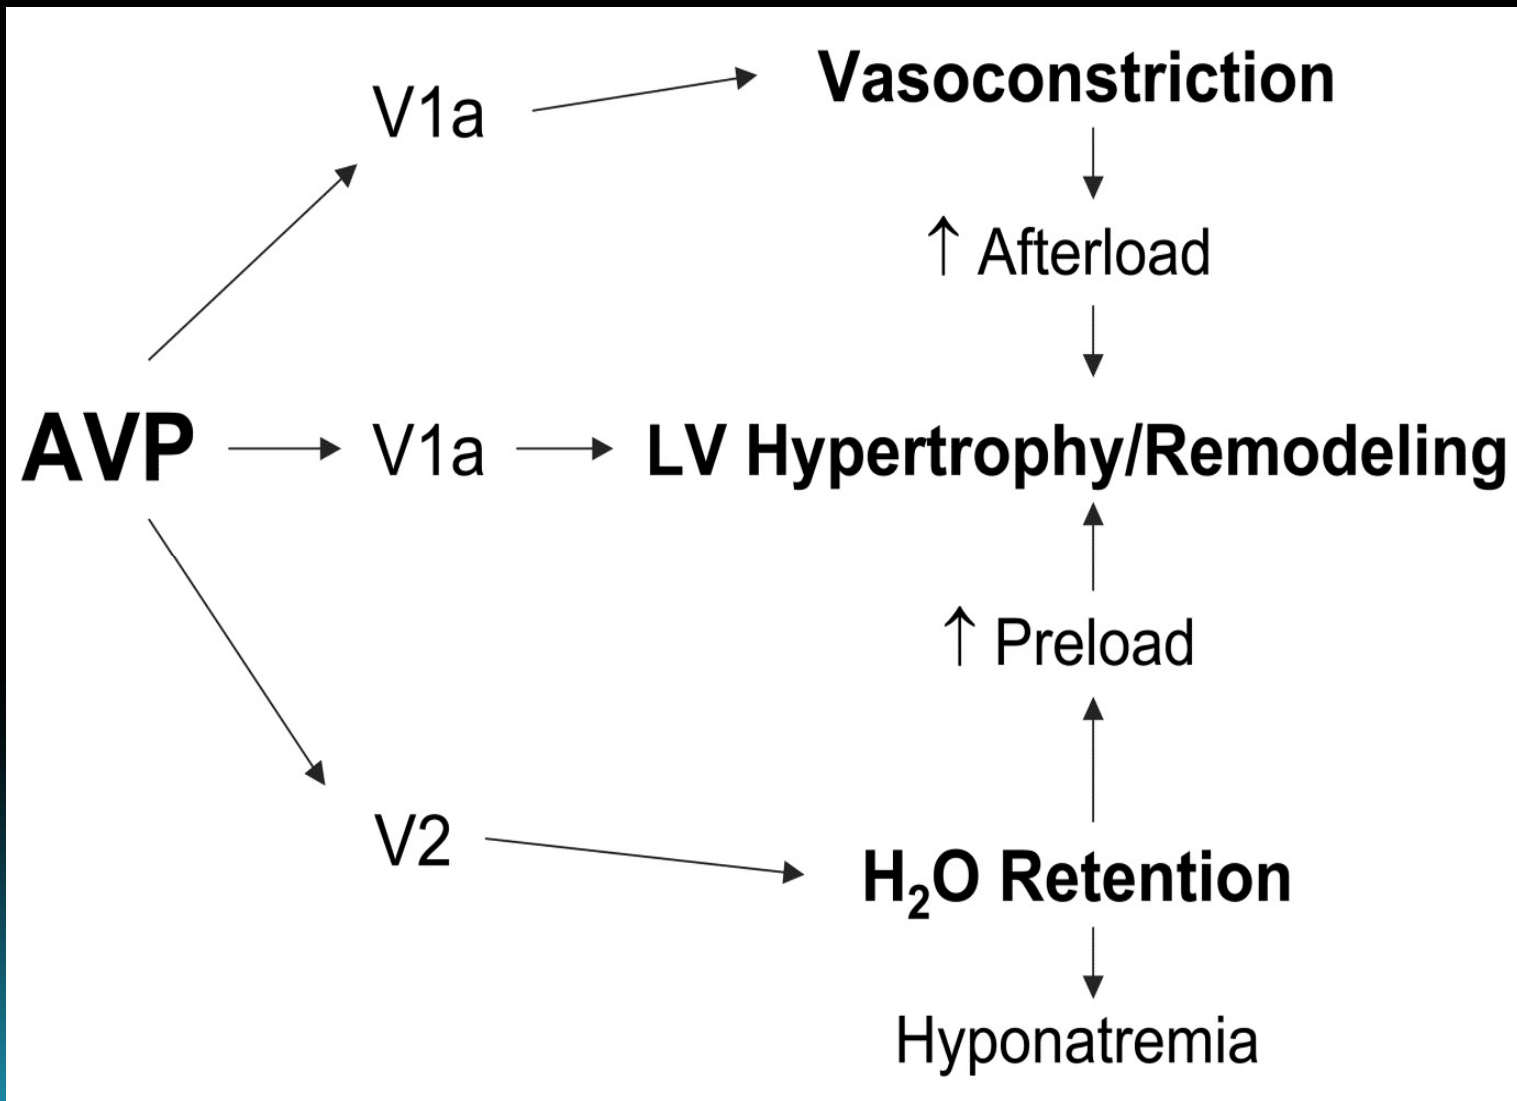 V1a
Vasoconstriction
↑ Afterload
AVP
V1a
LV Hypertrophy/Remodeling
↑ Preload
V2
H₂O Retention
Hyponatremia